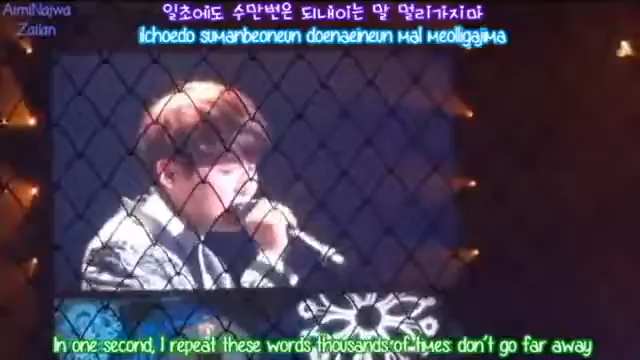 AimiNajwa
Zailan
일초에도 수만번은 되내이는 말 멀리가지마
ilchoedo sumanbeoneun doenaeineun mal meolligajima
In one second, I repeat these words thousands of times: don't go far away